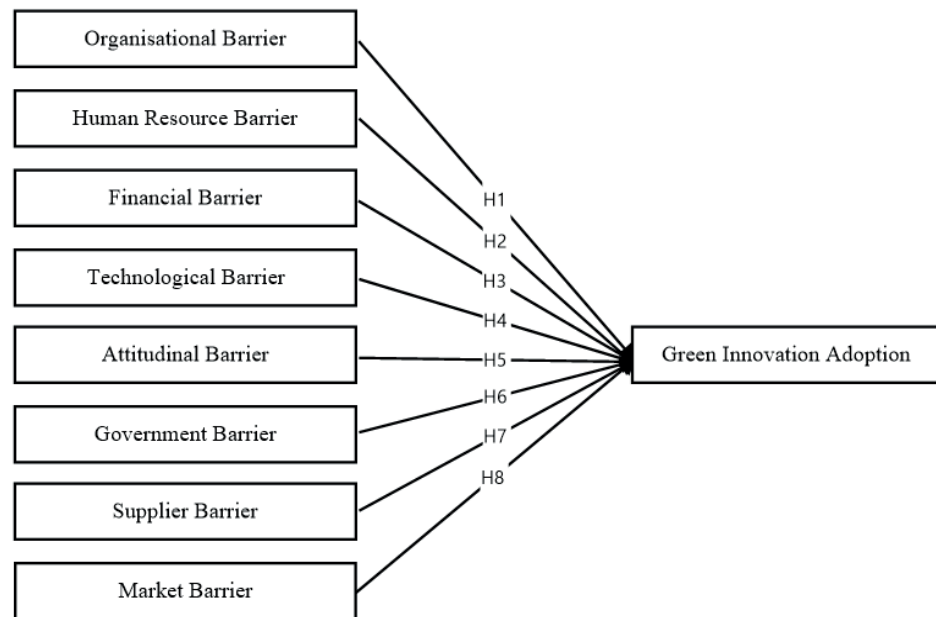 Organisational Barrier
Human Resource Barrier
Financial Barrier
Technological Barrier
Attitudinal Barrier
Government Barrier
Supplier Barrier
Market Barrier
H1
H2
H3
H4
H5
H6
H7
H8
Green Innovation Adoption